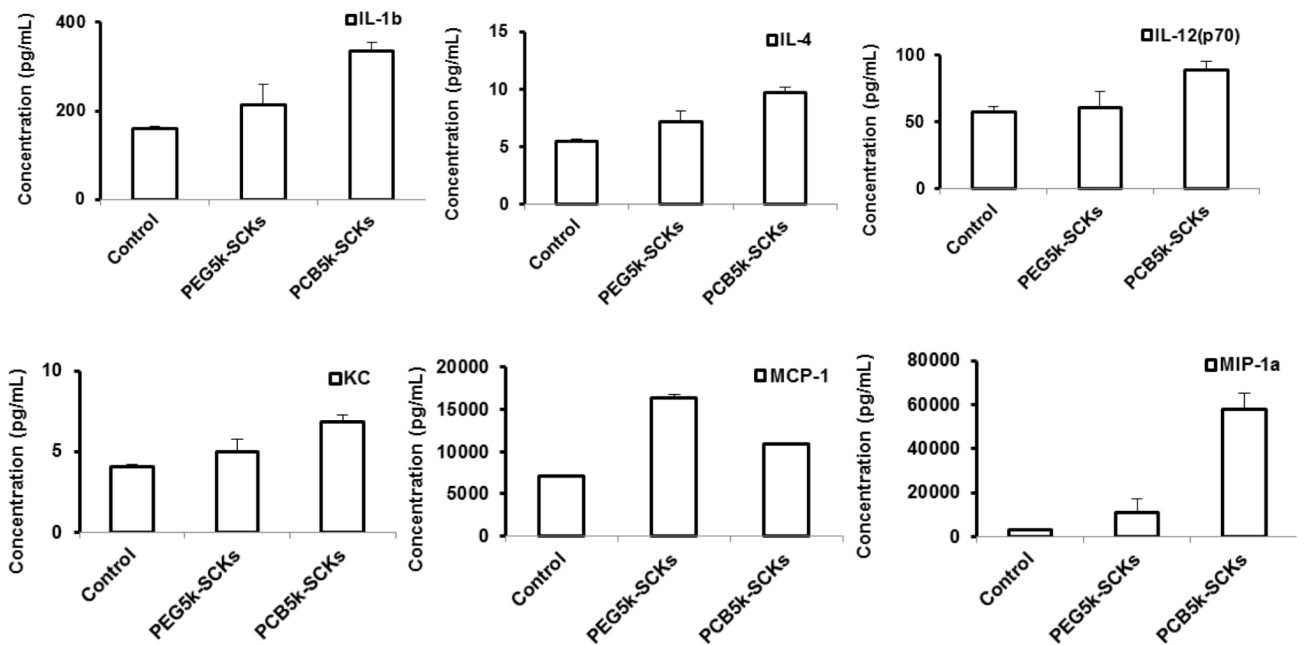 IL-1b
Concentration (pg/mL)
400
200
0
Control
PEG5k-SCKs
PCB5k-SCKs
IL-4
Concentration (pg/mL)
15
10
5
0
Control
PEG5k-SCKs
PCB5k-SCKs
IL-12(p70)
Concentration (pg/mL)
100
50
0
Control
PEG5k-SCKs
PCB5k-SCKs
KC
Concentration (pg/mL)
10
5
0
Control
PEG5k-SCKs
PCB5k-SCKs
MCP-1
Concentration (pg/mL)
20000
15000
10000
5000
0
Control
PEG5k-SCKs
PCB5k-SCKs
MIP-1a
Concentration (pg/mL)
80000
60000
40000
20000
0
Control
PEG5k-SCKs
PCB5k-SCKs